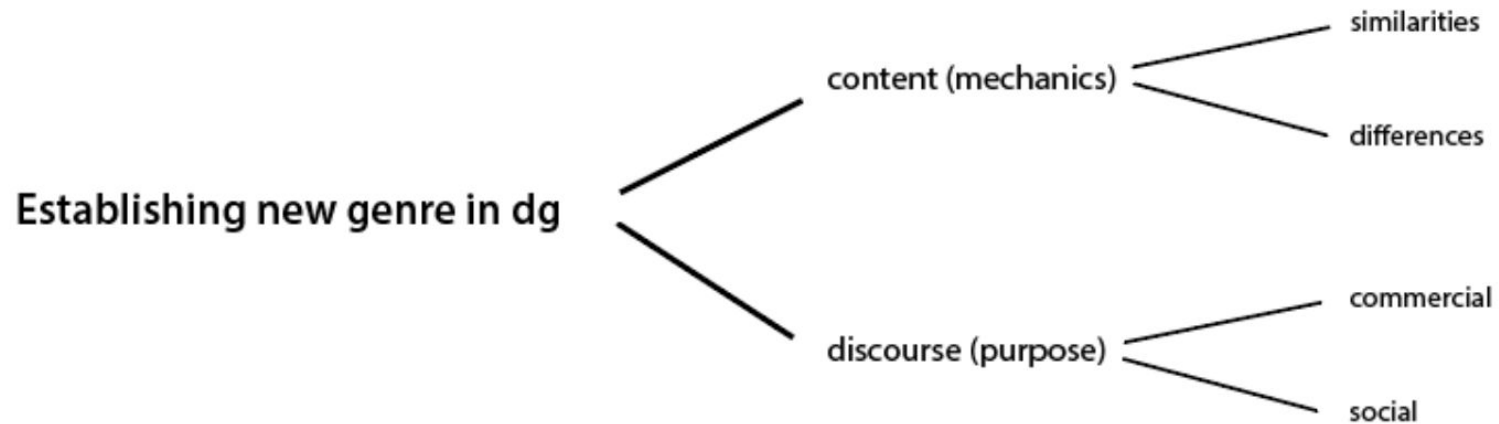 similarities
content (mechanics)
differences
Establishing new genre in dg
commercial
discourse (purpose)
social